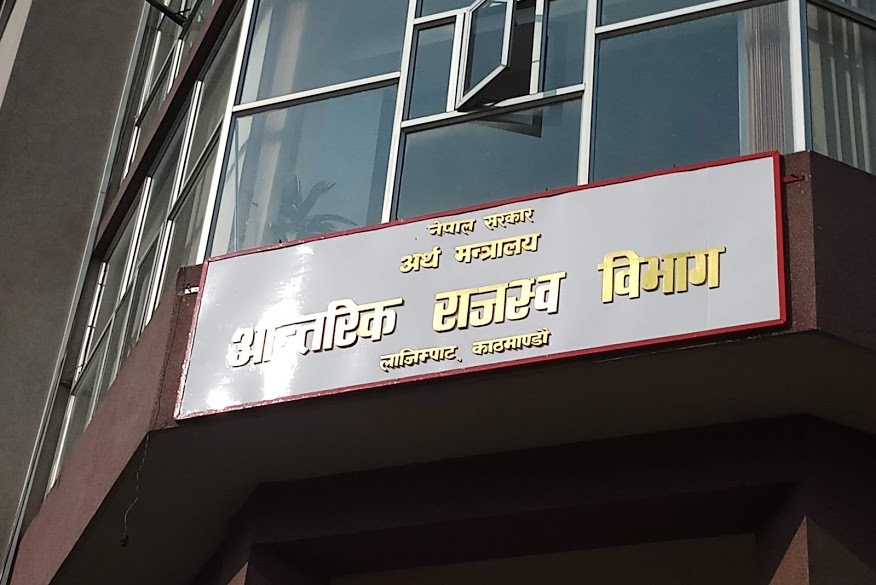 नेपाल सरकार
अर्थ मन्त्रालय
आन्तरिक राजस्व विभाग
लाजिम्पाट, काठमाण्डौ